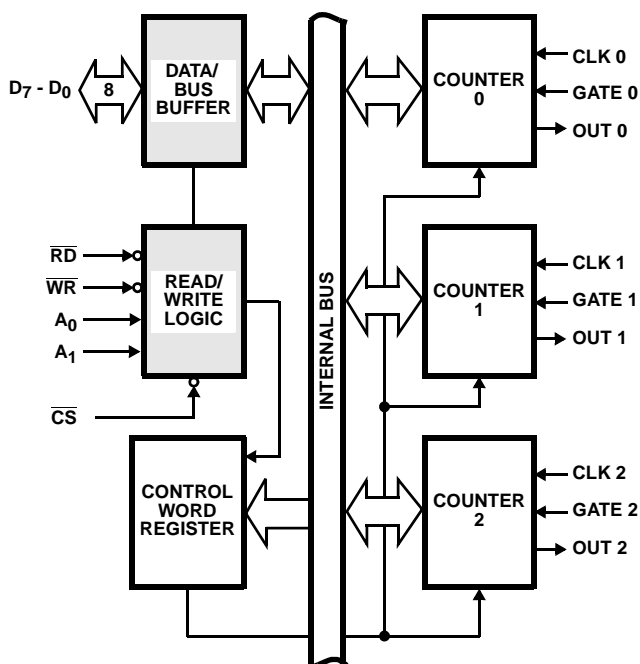 D7 - D0
8
DATA/
BUS
BUFFER
RD
WR
A0
A1
CS
READ/
WRITE
LOGIC
CONTROL
WORD
REGISTER
INTERNAL BUS
COUNTER
0
CLK 0
GATE 0
OUT 0
COUNTER
1
CLK 1
GATE 1
OUT 1
COUNTER
2
CLK 2
GATE 2
OUT 2